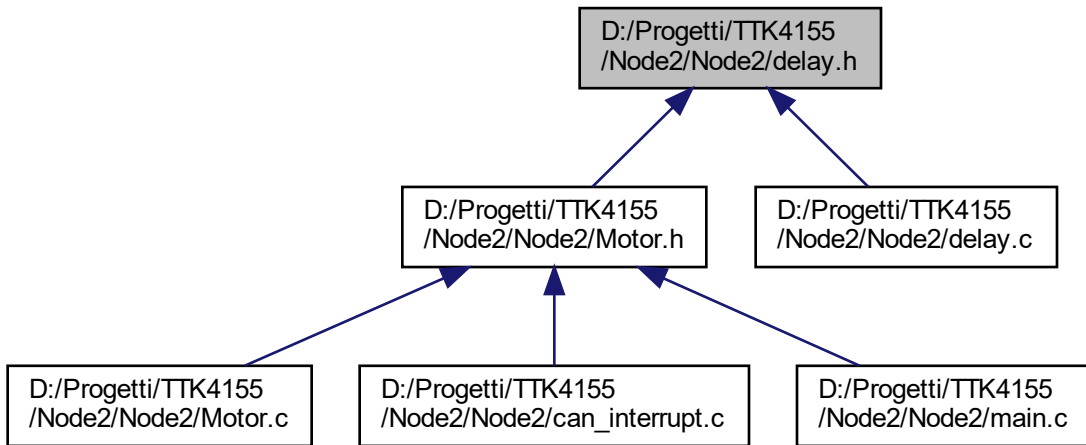 D:/Progetti/TTK4155
/Node2/Node2/delay.h
D:/Progetti/TTK4155
/Node2/Node2/Motor.h
D:/Progetti/TTK4155
/Node2/Node2/delay.c
D:/Progetti/TTK4155
/Node2/Node2/Motor.c
D:/Progetti/TTK4155
/Node2/Node2/can_interrupt.c
D:/Progetti/TTK4155
/Node2/Node2/main.c